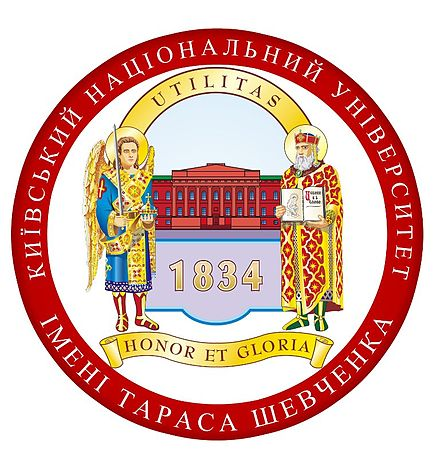 КИЇВСЬКИЙ НАЦІОНАЛЬНИЙ УНІВЕРСИТЕТ
ІМЕНІ ТАРАСА ШЕВЧЕНКА
UTILITAS
1834
HONOR ET GLORIA